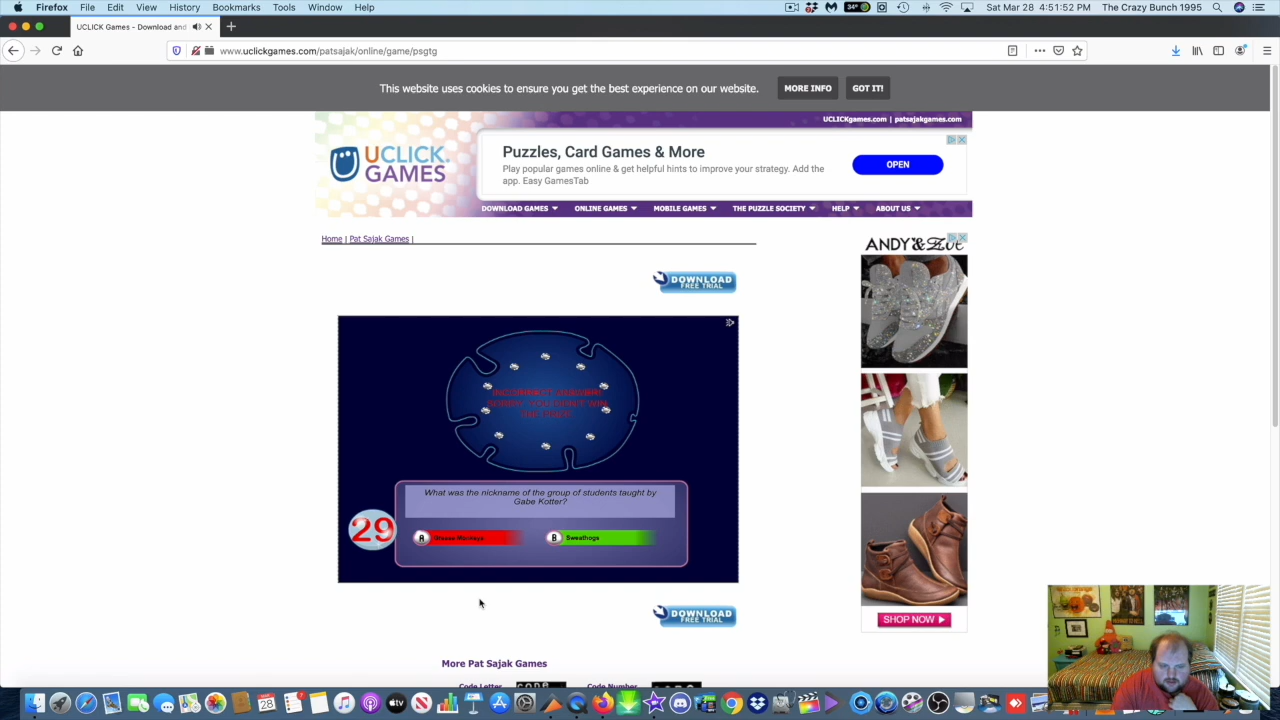 Firefox File Edit View History Bookmarks Tools Window Help
34° Sat Mar 28 4:51:52 PM The Crazy Bunch 1995
UCLICK Games - Download and
www.uclickgames.com/patsajak/online/game/psgtg
This website uses cookies to ensure you get the best experience on our website. MORE INFO GOT IT!
UCLICKgames.com | patsajakgames.com
UCLICK.
GAMES
Puzzles, Card Games & More
Play popular games online & get helpful hints to improve your strategy. Add the
app. Easy GamesTab
OPEN
DOWNLOAD GAMES ONLINE GAMES MOBILE GAMES THE PUZZLE SOCIETY HELP ABOUT US
Home | Pat Sajak Games |
ANDY & Zoe
DOWNLOAD
FREE TRIAL
What was the nickname of the group of students taught by
Gabe Kotter?
29
A
B Sweathogs
DOWNLOAD
FREE TRIAL
SHOP NOW
More Pat Sajak Games
Code Letter Code Number